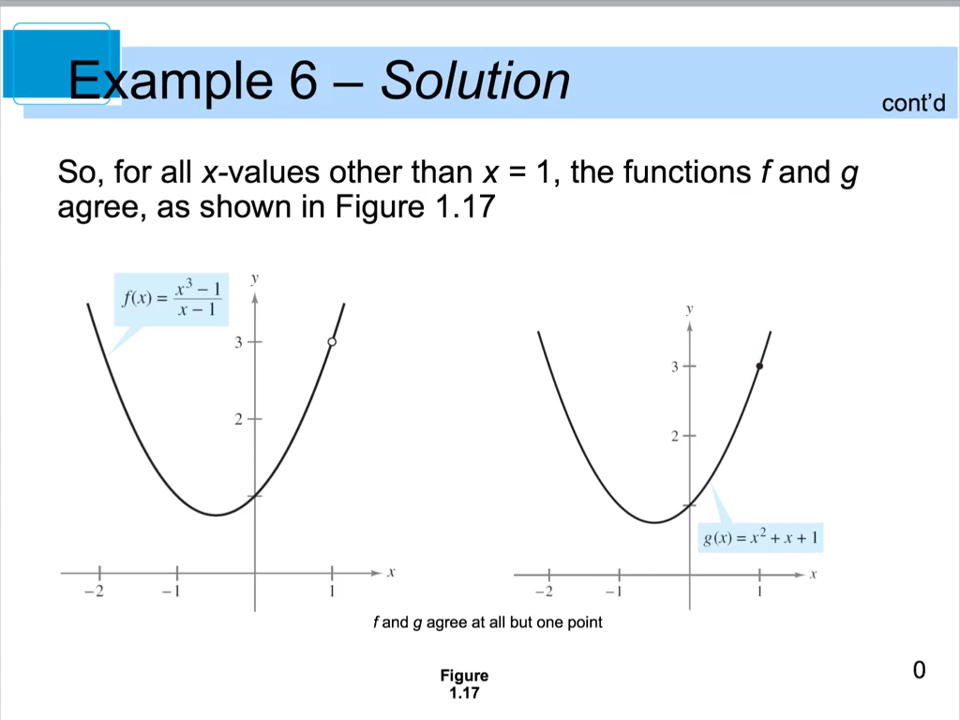 Example 6 – Solution
cont'd
So, for all x-values other than x = 1, the functions f and g
agree, as shown in Figure 1.17
f(x) = x³ – 1 / x – 1
y
3
2
–2
–1
1
x
y
3
2
g(x) = x² + x + 1
–2
–1
1
x
f and g agree at all but one point
Figure
1.17
0